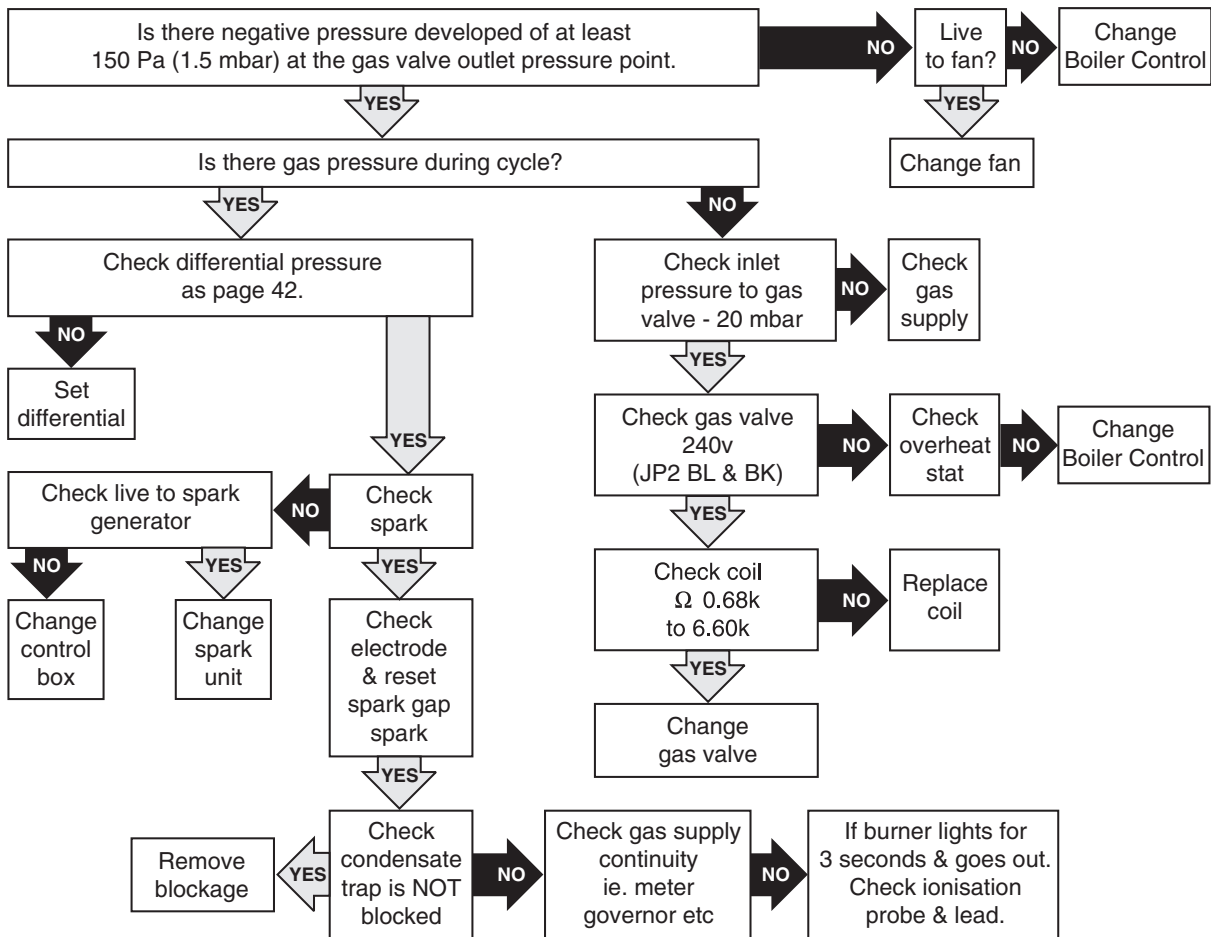 Is there negative pressure developed of at least
150 Pa (1.5 mbar) at the gas valve outlet pressure point.
NO
Live
to fan?
NO
Change
Boiler Control
YES
YES
Is there gas pressure during cycle?
Change fan
YES
NO
Check differential pressure
as page 42.
Check inlet
pressure to gas
valve - 20 mbar
NO
Check
gas
supply
NO
YES
Set
differential
YES
Check gas valve
240v
(JP2 BL & BK)
NO
Check
overheat
stat
NO
Change
Boiler Control
Check live to spark
generator
NO
Check
spark
YES
NO
YES
YES
Check coil
Ω 0.68k
to 6.60k
NO
Replace
coil
Change
control
box
Change
spark
unit
Check
electrode
& reset
spark gap
spark
YES
Change
gas valve
YES
Remove
blockage
YES
Check
condensate
trap is NOT
blocked
NO
Check gas supply
continuity
ie. meter
governor etc
NO
If burner lights for
3 seconds & goes out.
Check ionisation
probe & lead.